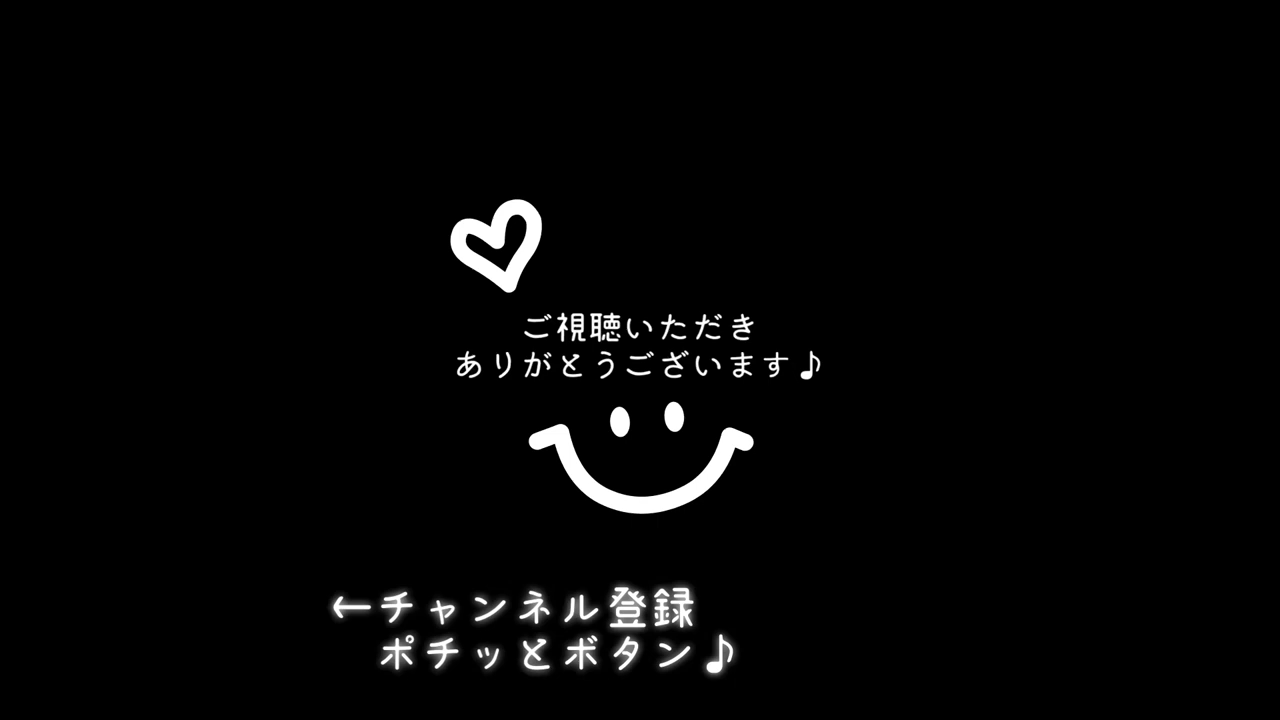 ご視聴いただき
ありがとうございます♪
←チャンネル登録
ポチッとボタン♪